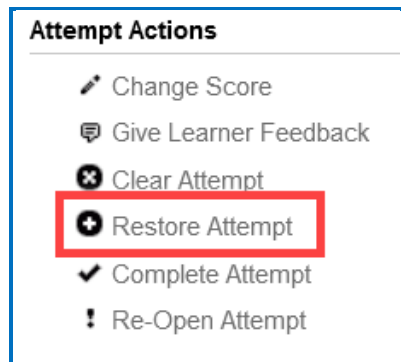 Attempt Actions
Change Score
Give Learner Feedback
Clear Attempt
Restore Attempt
Complete Attempt
Re-Open Attempt